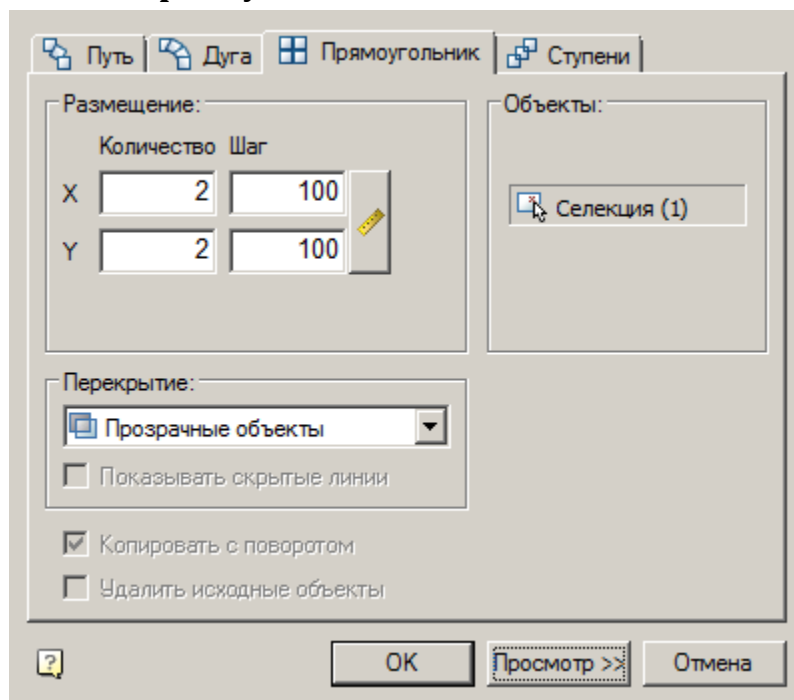 Путь Дуга Прямоугольник Ступени
Размещение:
Количество Шаг
X 2 100
Y 2 100
Объекты:
Селекция (1)
Перекрытие:
Прозрачные объекты
Показывать скрытые линии
Копировать с поворотом
Удалить исходные объекты
? OK Просмотр >> Отмена